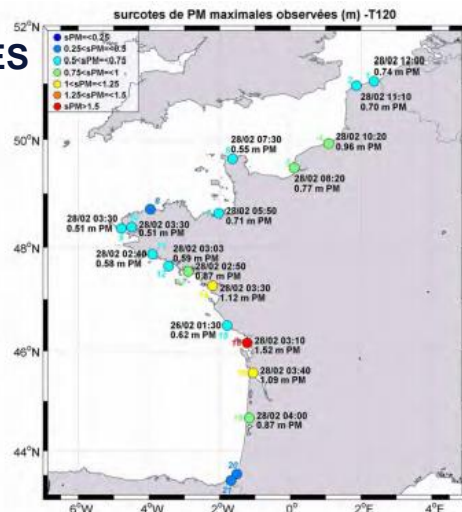 surcotes de PM maximales observées (m) -T120
ES
52°N
50°N
48°N
46°N
44°N
sPM=<0.25
0.25<sPM=<0.5
0.5<sPM=<0.75
0.75<sPM=<1
1<sPM=<1.25
1.25<sPM=<1.5
sPM>1.5
28/02 12:00
0.74 m PM
28/02 11:10
0.70 m PM
28/02 10:20
0.96 m PM
28/02 07:30
0.55 m PM
28/02 08:20
0.77 m PM
28/02 05:50
0.71 m PM
28/02 03:30
0.51 m PM
28/02 03:30
0.51 m PM
28/02 02:40
0.58 m PM
28/02 03:03
0.59 m PM
28/02 02:50
0.87 m PM
28/02 03:30
1.12 m PM
26/02 01:30
0.62 m PM
28/02 03:10
1.52 m PM
28/02 03:40
1.09 m PM
28/02 04:00
0.87 m PM
20
21
8°W
6°W
4°W
2°W
0°E
2°E
4°E